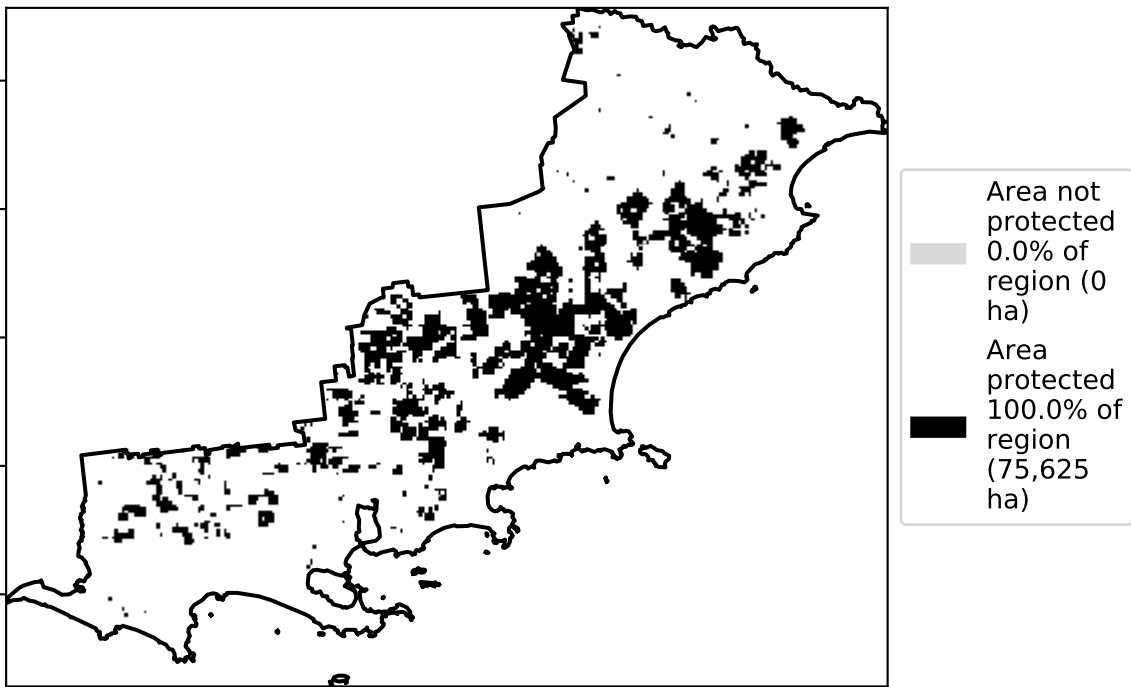 Area not
protected
0.0% of
region (0
ha)
Area
protected
100.0% of
region
(75,625
ha)